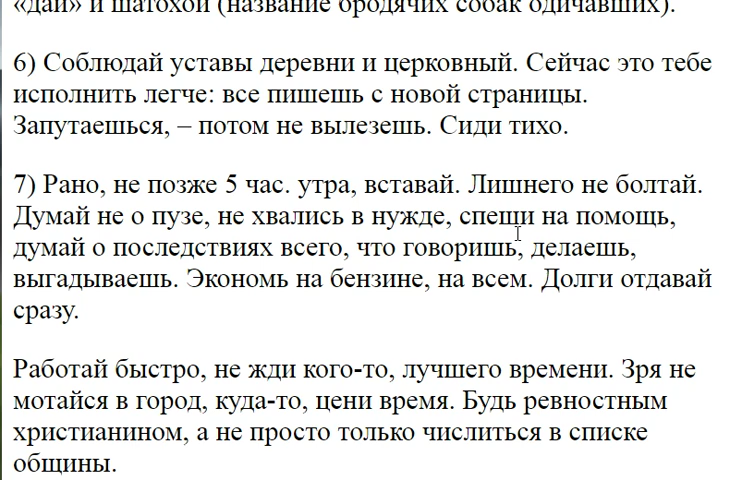 «дай» и шатохой (название бродячих собак одичавших).
6) Соблюдай уставы деревни и церковный. Сейчас это тебе
исполнить легче: все пишешь с новой страницы.
Запутаешься, – потом не вылезешь. Сиди тихо.
7) Рано, не позже 5 час. утра, вставай. Лишнего не болтай.
Думай не о пузе, не хвались в нужде, спеши на помощь,
думай о последствиях всего, что говоришь, делаешь,
выгадываешь. Экономь на бензине, на всем. Долги отдавай
сразу.
Работай быстро, не жди кого-то, лучшего времени. Зря не
мотайся в город, куда-то, цени время. Будь ревностным
христианином, а не просто только числиться в списке
общины.